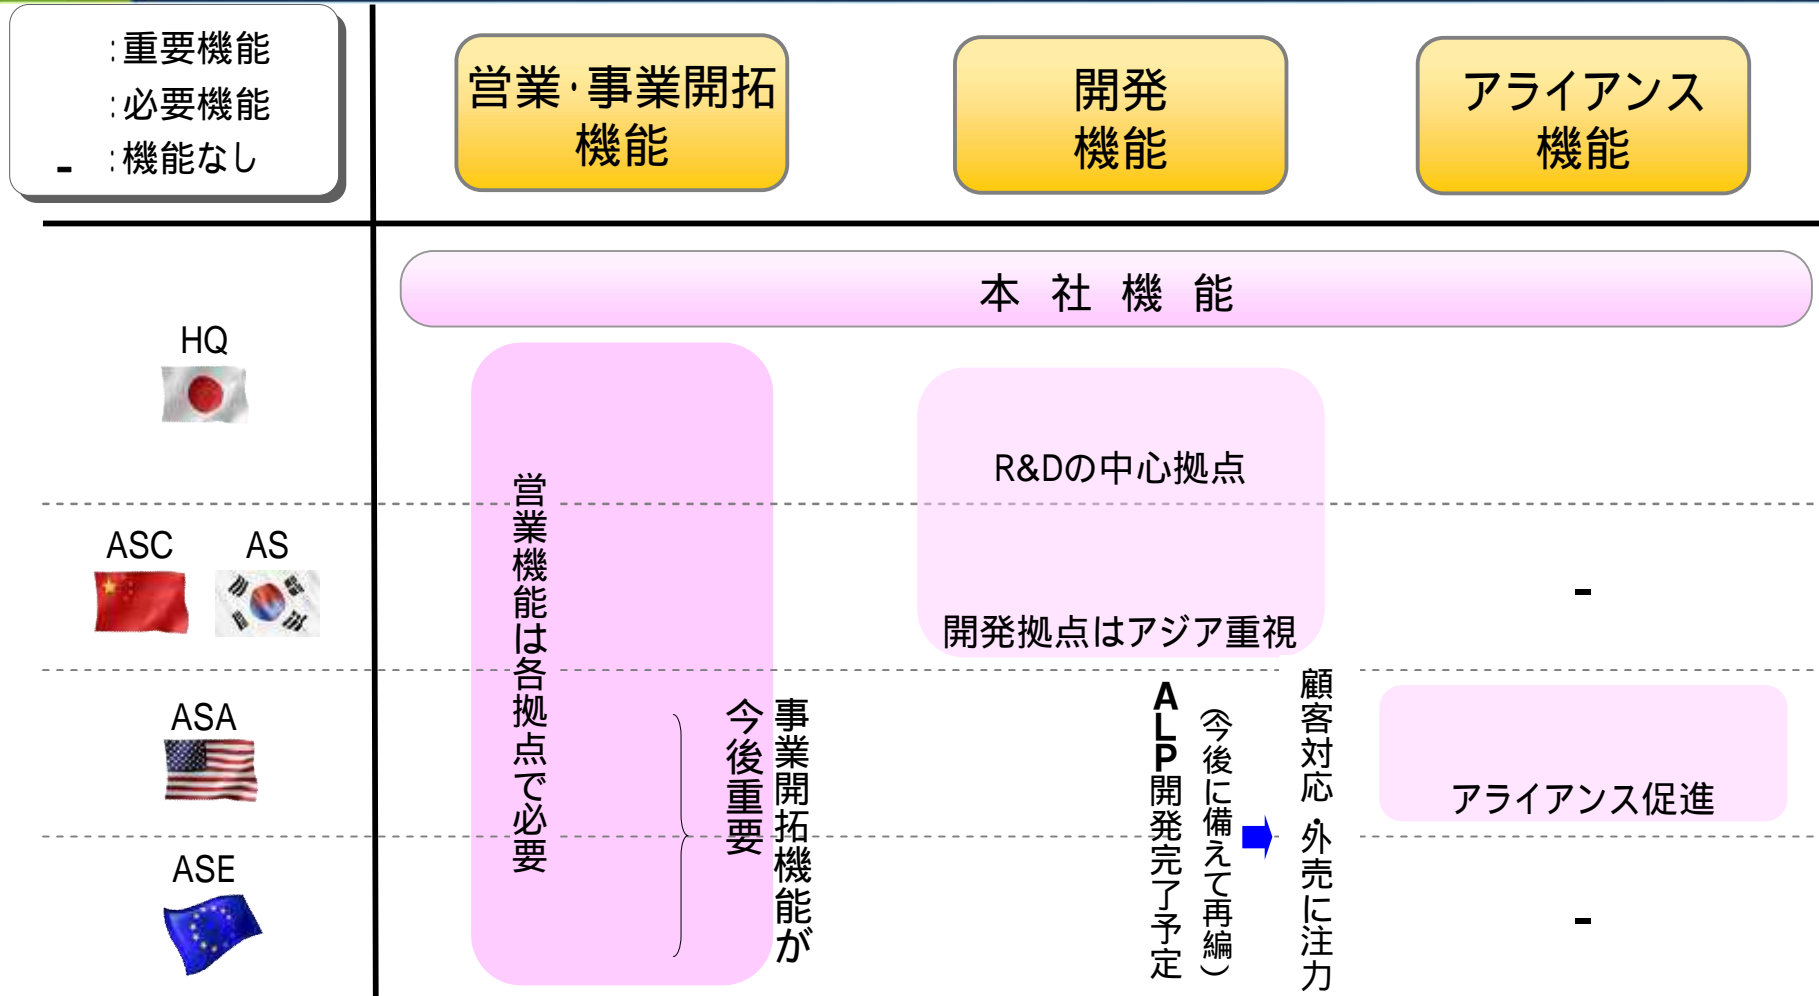 :重要機能
:必要機能
- :機能なし
営業・事業開拓
機能
開発
機能
アライアンス
機能
本社機能
HQ
R&Dの中心拠点
営業機能は各拠点で必要
ASC AS
-
開発拠点はアジア重視
ASA
事業開拓機能が
今後重要
ALP開発完了予定
(今後に備えて再編)
顧客対応・外売に注力
アライアンス促進
ASE
-